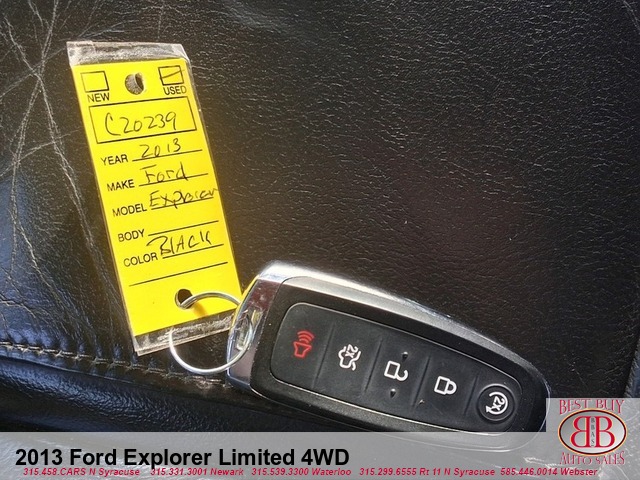 NEW USED
C20239
YEAR 2013
MAKE Ford
MODEL Explorer
BODY
COLOR BLACK
2X
2X
BEST BUY
BB
AUTO SALES
2013 Ford Explorer Limited 4WD
315.458.CARS N Syracuse 315.331.3001 Newark 315.539.3300 Waterloo 315.299.6555 Rt 11 N Syracuse 585.446.0014 Webster